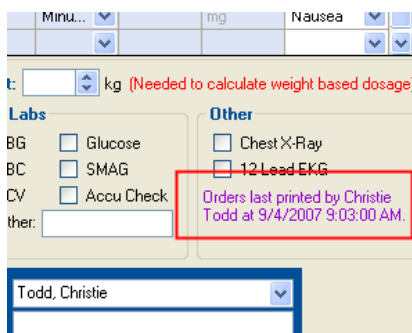 Minu... mg Nausea
t: kg (Needed to calculate weight based dosage)
Labs Other
BG Glucose Chest X-Ray
BC SMAG 12 Lead EKG
CV Accu Check Orders last printed by Christie
ther: Todd at 9/4/2007 9:03:00 AM.
Todd, Christie